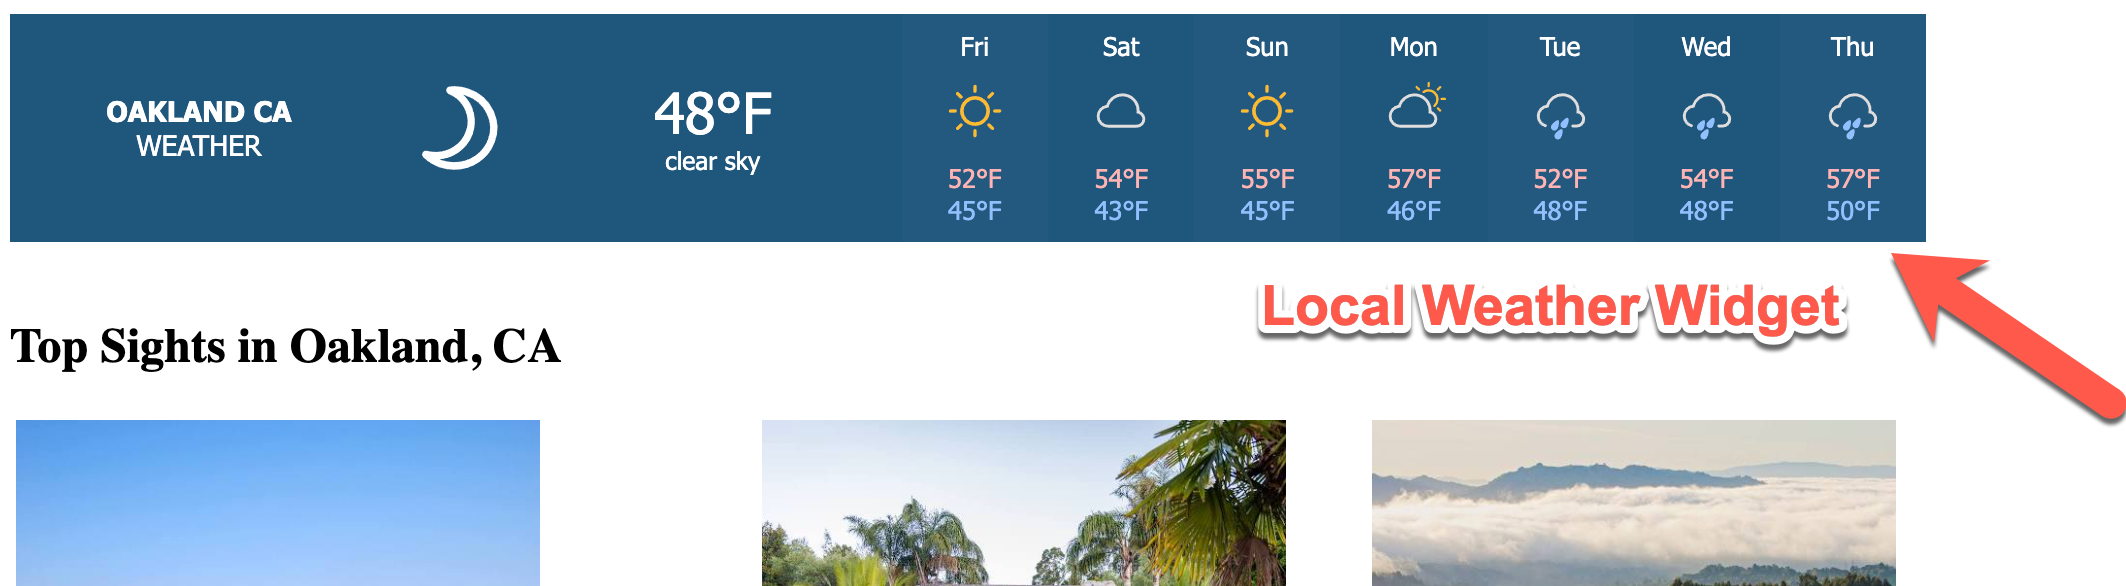 OAKLAND CA
WEATHER
48°F
clear sky
Fri Sat Sun Mon Tue Wed Thu
52°F 54°F 55°F 57°F 52°F 54°F 57°F
45°F 43°F 45°F 46°F 48°F 48°F 50°F
Local Weather Widget
Top Sights in Oakland, CA